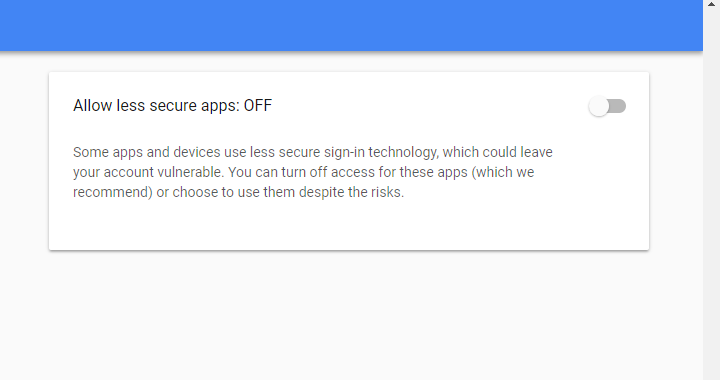 Allow less secure apps: OFF
Some apps and devices use less secure sign-in technology, which could leave
your account vulnerable. You can turn off access for these apps (which we
recommend) or choose to use them despite the risks.